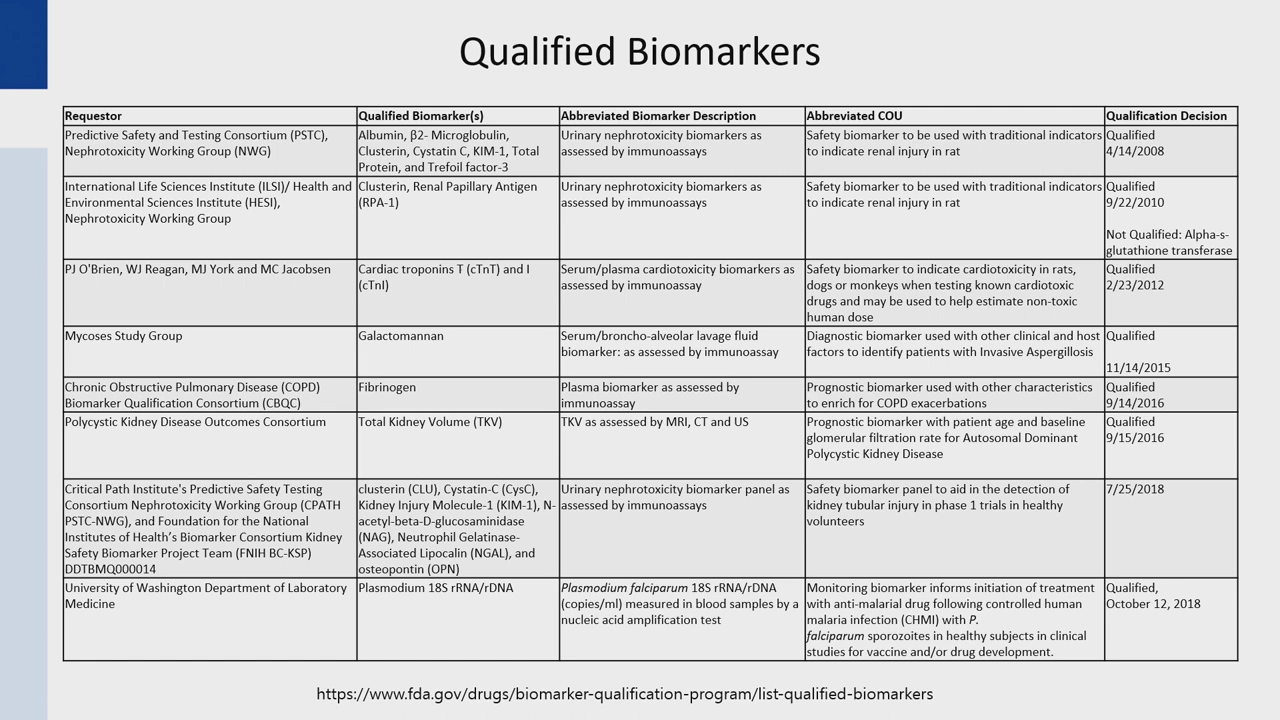 Qualified Biomarkers
Requestor
Qualified Biomarker(s)
Abbreviated Biomarker Description
Abbreviated COU
Qualification Decision
Predictive Safety and Testing Consortium (PSTC),
Nephrotoxicity Working Group (NWG)
Albumin, β2- Microglobulin,
Clusterin, Cystatin C, KIM-1, Total
Protein, and Trefoil factor-3
Urinary nephrotoxicity biomarkers as
assessed by immunoassays
Safety biomarker to be used with traditional indicators
to indicate renal injury in rat
Qualified
4/14/2008
International Life Sciences Institute (ILSI)/ Health and
Environmental Sciences Institute (HESI),
Nephrotoxicity Working Group
Clusterin, Renal Papillary Antigen
(RPA-1)
Urinary nephrotoxicity biomarkers as
assessed by immunoassays
Safety biomarker to be used with traditional indicators
to indicate renal injury in rat
Qualified
9/22/2010
Not Qualified: Alpha-s-
glutathione transferase
PJ O'Brien, WJ Reagan, MJ York and MC Jacobsen
Cardiac troponins T (cTnT) and I
(cTnI)
Serum/plasma cardiotoxicity biomarkers as
assessed by immunoassay
Safety biomarker to indicate cardiotoxicity in rats,
dogs or monkeys when testing known cardiotoxic
drugs and may be used to help estimate non-toxic
human dose
Qualified
2/23/2012
Mycoses Study Group
Galactomannan
Serum/broncho-alveolar lavage fluid
biomarker: as assessed by immunoassay
Diagnostic biomarker used with other clinical and host
factors to identify patients with Invasive Aspergillosis
Qualified
11/14/2015
Chronic Obstructive Pulmonary Disease (COPD)
Biomarker Qualification Consortium (CBQC)
Fibrinogen
Plasma biomarker as assessed by
immunoassay
Prognostic biomarker used with other characteristics
to enrich for COPD exacerbations
Qualified
9/14/2016
Polycystic Kidney Disease Outcomes Consortium
Total Kidney Volume (TKV)
TKV as assessed by MRI, CT and US
Prognostic biomarker with patient age and baseline
glomerular filtration rate for Autosomal Dominant
Polycystic Kidney Disease
Qualified
9/15/2016
Critical Path Institute's Predictive Safety Testing
Consortium Nephrotoxicity Working Group (CPATH
PSTC-NWG), and Foundation for the National
Institutes of Health's Biomarker Consortium Kidney
Safety Biomarker Project Team (FNIH BC-KSP)
DDTBMQ000014
clusterin (CLU), Cystatin-C (CysC),
Kidney Injury Molecule-1 (KIM-1), N-
acetyl-beta-D-glucosaminidase
(NAG), Neutrophil Gelatinase-
Associated Lipocalin (NGAL), and
osteopontin (OPN)
Urinary nephrotoxicity biomarker panel as
assessed by immunoassays
Safety biomarker panel to aid in the detection of
kidney tubular injury in phase 1 trials in healthy
volunteers
7/25/2018
University of Washington Department of Laboratory
Medicine
Plasmodium 18S rRNA/rDNA
Plasmodium falciparum 18S rRNA/rDNA
(copies/ml) measured in blood samples by a
nucleic acid amplification test
Monitoring biomarker informs initiation of treatment
with anti-malarial drug following controlled human
malaria infection (CHMI) with P.
falciparum sporozoites in healthy subjects in clinical
studies for vaccine and/or drug development.
Qualified,
October 12, 2018
https://www.fda.gov/drugs/biomarker-qualification-program/list-qualified-biomarkers